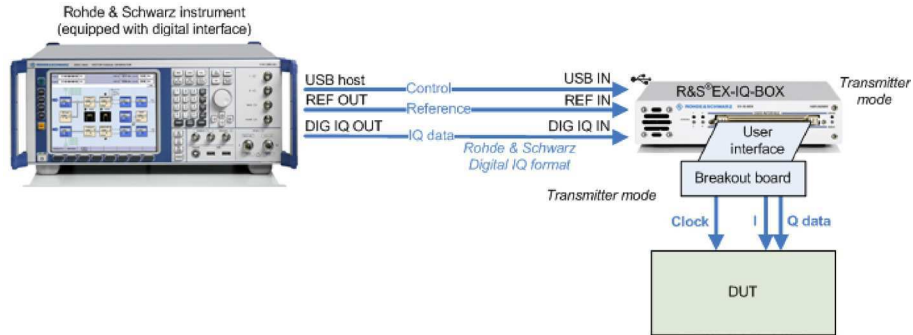 Rohde & Schwarz instrument
(equipped with digital interface)
USB host
Control
USB IN
REF OUT
Reference
REF IN
DIG IQ OUT
IQ data
DIG IQ IN
Rohde & Schwarz
Digital IQ format
R&S®EX-IQ-BOX
Transmitter
mode
ROHDE & SCHWARZ
User
interface
Breakout board
Transmitter mode
Clock
I
Q data
DUT